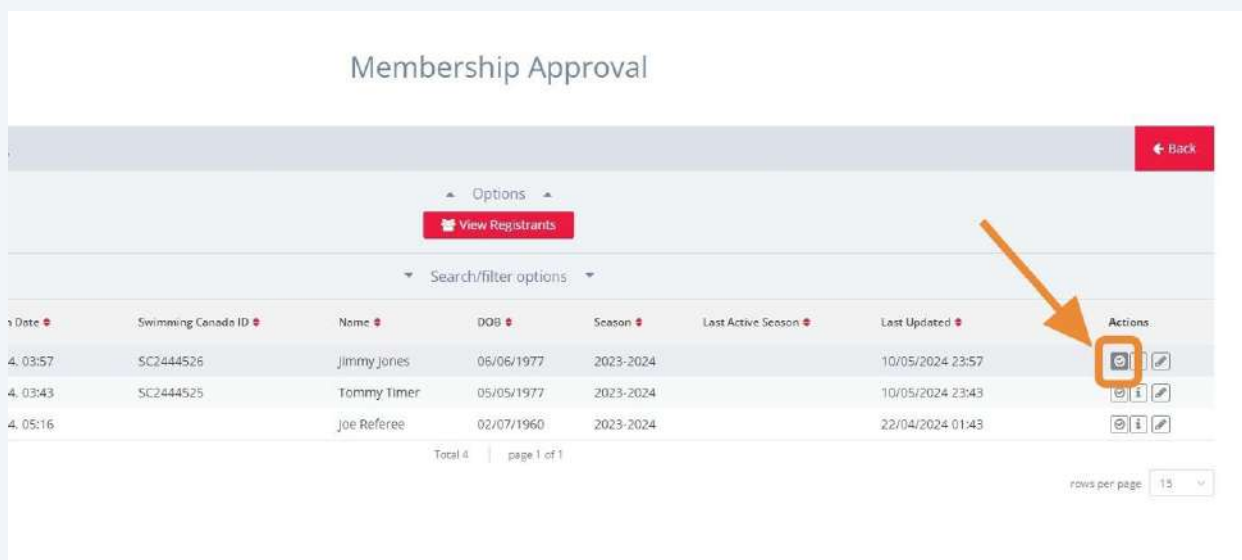 Membership Approval
Back
Options
View Registrants
Search/filter options
Date Swimming Canada ID Name DOB Season Last Active Season Last Updated Actions
4, 03:57 SC2444526 Jimmy Jones 06/06/1977 2023-2024 10/05/2024 23:57
4, 03:43 SC2444525 Tommy Timer 05/05/1977 2023-2024 10/05/2024 23:43
4, 05:16 Joe Referee 02/07/1960 2023-2024 22/04/2024 01:43
Total 4 page 1 of 1
rows per page 15